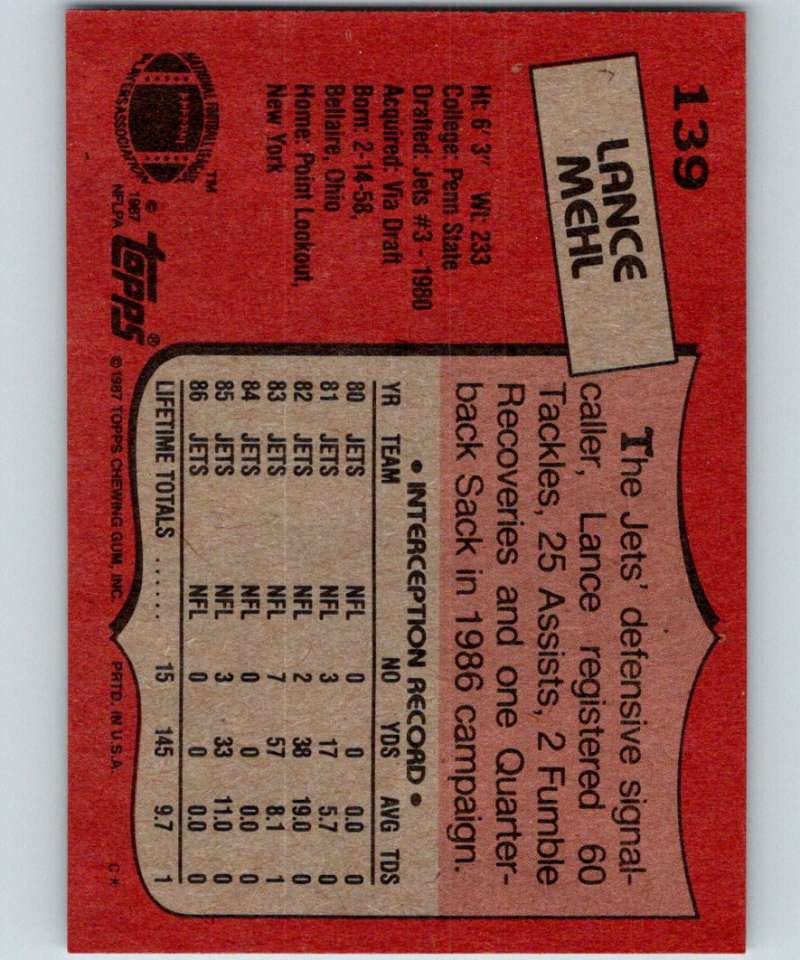 139
LANCE
MEHL
Ht: 6' 3" Wt: 233
College: Penn State
Drafted: Jets #3 - 1980
Acquired: Via Draft
Born: 2-14-58,
Bellaire, Ohio
Home: Point Lookout,
New York
NATIONAL FOOTBALL LEAGUE
PLAYERS ASSOCIATION
TM
© 1987
NFLPA
topps®
The Jets' defensive signal-
caller, Lance registered 60
Tackles, 25 Assists, 2 Fumble
Recoveries and one Quarter-
back Sack in 1986 campaign.
• INTERCEPTION RECORD •
YR TEAM NO YDS AVG TDS
80 JETS NFL 0 0 0.0 0
81 JETS NFL 3 17 5.7 0
82 JETS NFL 2 38 19.0 0
83 JETS NFL 7 57 8.1 1
84 JETS NFL 0 0 0.0 0
85 JETS NFL 3 33 11.0 0
86 JETS NFL 0 0 0.0 0
LIFETIME TOTALS ...... 15 145 9.7 1
© 1987 TOPPS CHEWING GUM, INC. PRTD. IN U.S.A. C*